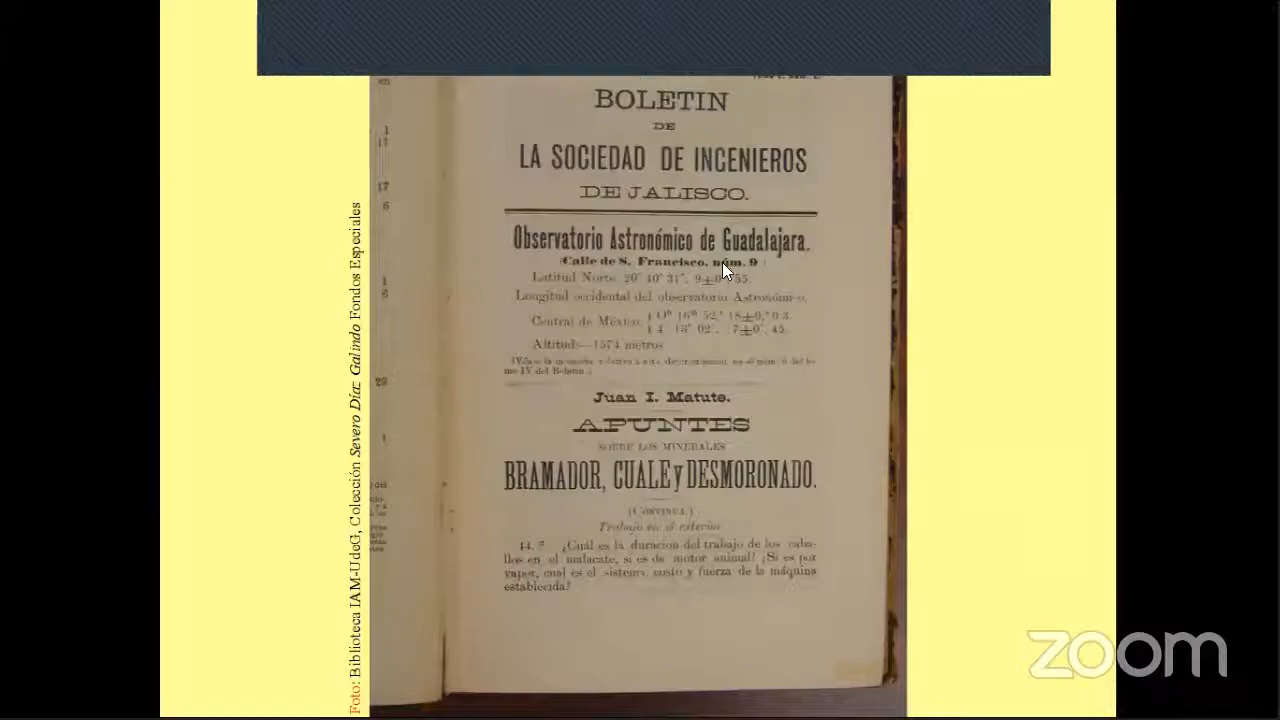 BOLETIN
DE
LA SOCIEDAD DE INGENIEROS
DE JALISCO.
Observatorio Astronómico de Guadalajara.
(Calle de S. Francisco, núm. 9
Latitud Norte 20° 40' 31".
Longitud occidental del observatorio Astronómico
Central de México
Altitud—1574 metros
Juan I. Matute.
APUNTES
SOBRE LOS MINERALES
BRAMADOR, CUALE y DESMORONADO.
(CONTINUA.)
Trabajo en el exterior
44. ¿Cuál es la duracion del trabajo de los caba-
llos en el malacate, si es de motor animal? ¿Si es por
vapor, cual es el sistema, costo y fuerza de la máquina
establecida?
Foto: Biblioteca IAM-UdeG, Colección Severo Díaz Galindo Fondos Especiales
zoom